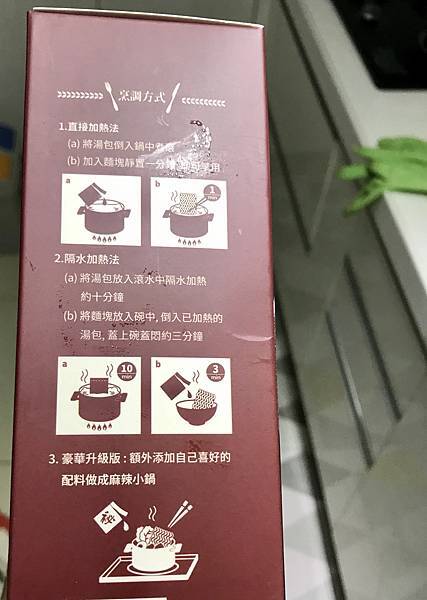 烹調方式
1.直接加熱法
(a) 將湯包倒入鍋中煮滾
(b) 加入麵塊靜置一分鐘
a
b
1
min
2.隔水加熱法
(a) 將湯包放入滾水中隔水加熱
約十分鐘
(b) 將麵塊放入碗中, 倒入已加熱的
湯包, 蓋上碗蓋悶約三分鐘
a
10
min
b
3
min
3. 豪華升級版 : 額外添加自己喜好的
配料做成麻辣小鍋
祕